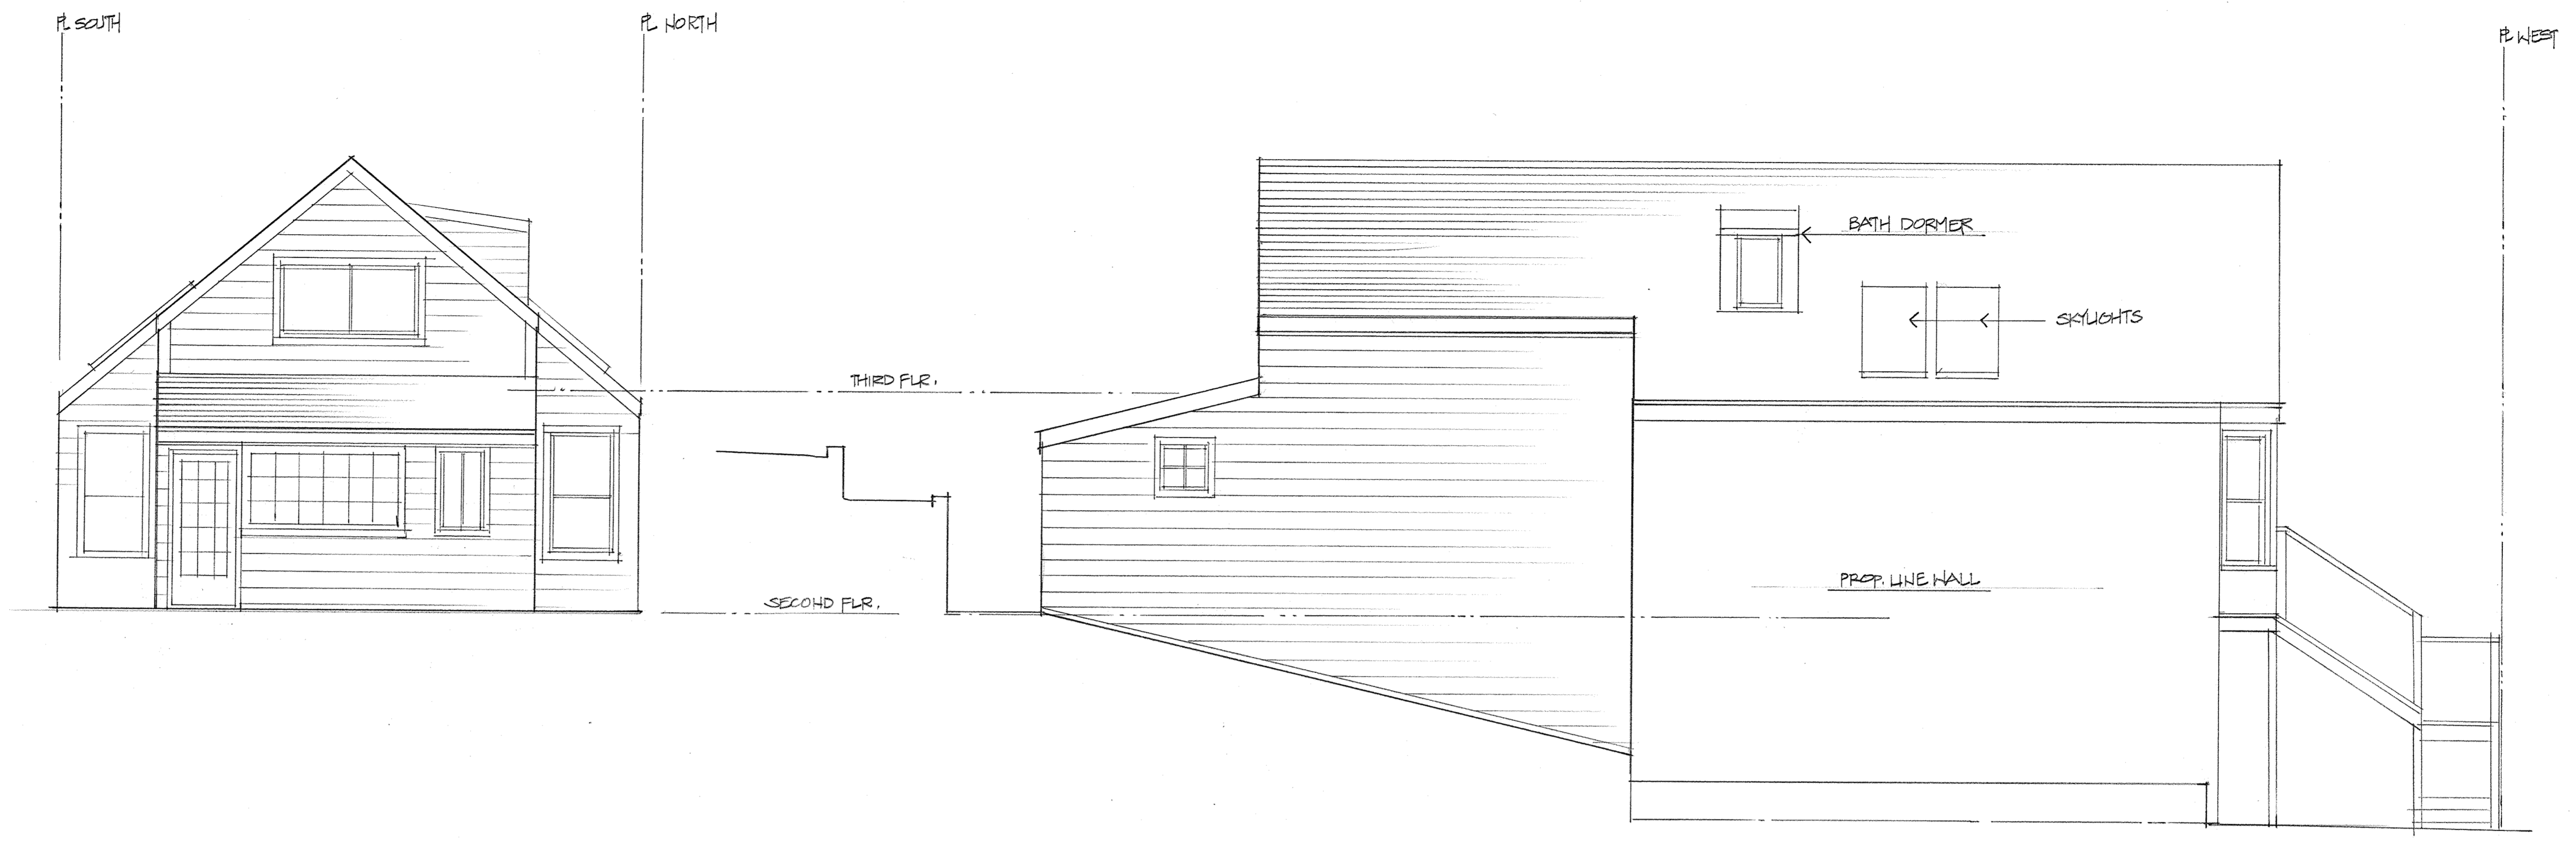 PL SOUTH
PL NORTH
PL WEST
BATH DORMER
SKYLIGHTS
THIRD FLR.
PROP. LINE WALL
SECOND FLR.